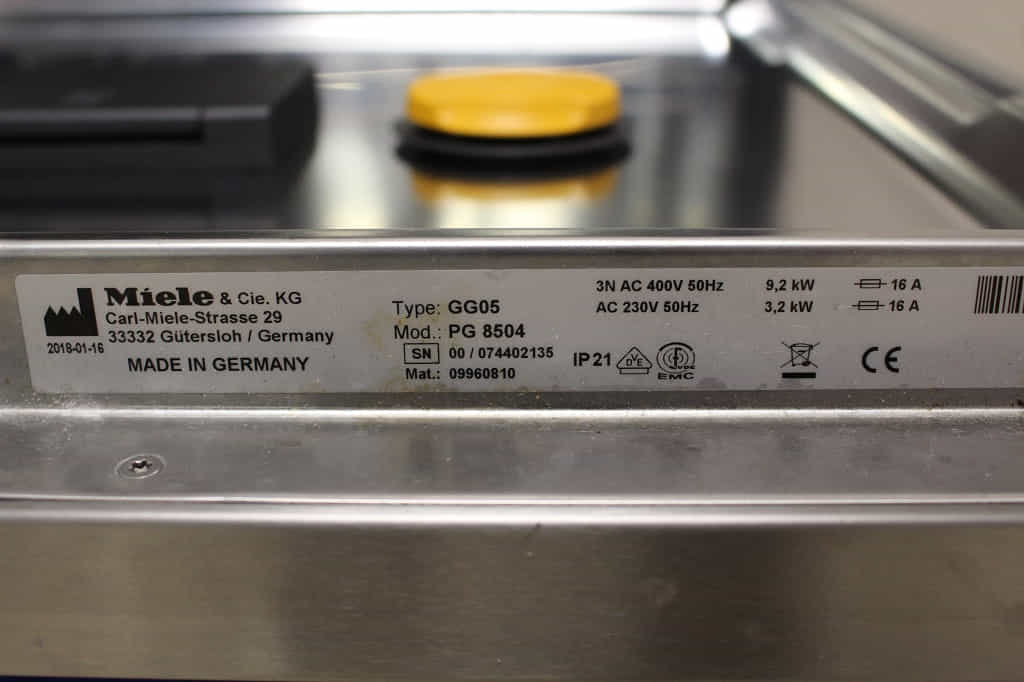 Miele & Cie. KG
Carl-Miele-Strasse 29
33332 Gütersloh / Germany
2018-01-16
MADE IN GERMANY
Type: GG05
Mod.: PG 8504
SN 00 / 074402135
Mat.: 09960810
3N AC 400V 50Hz 9,2 kW 16 A
AC 230V 50Hz 3,2 kW 16 A
IP21 DVE VDE EMC CE